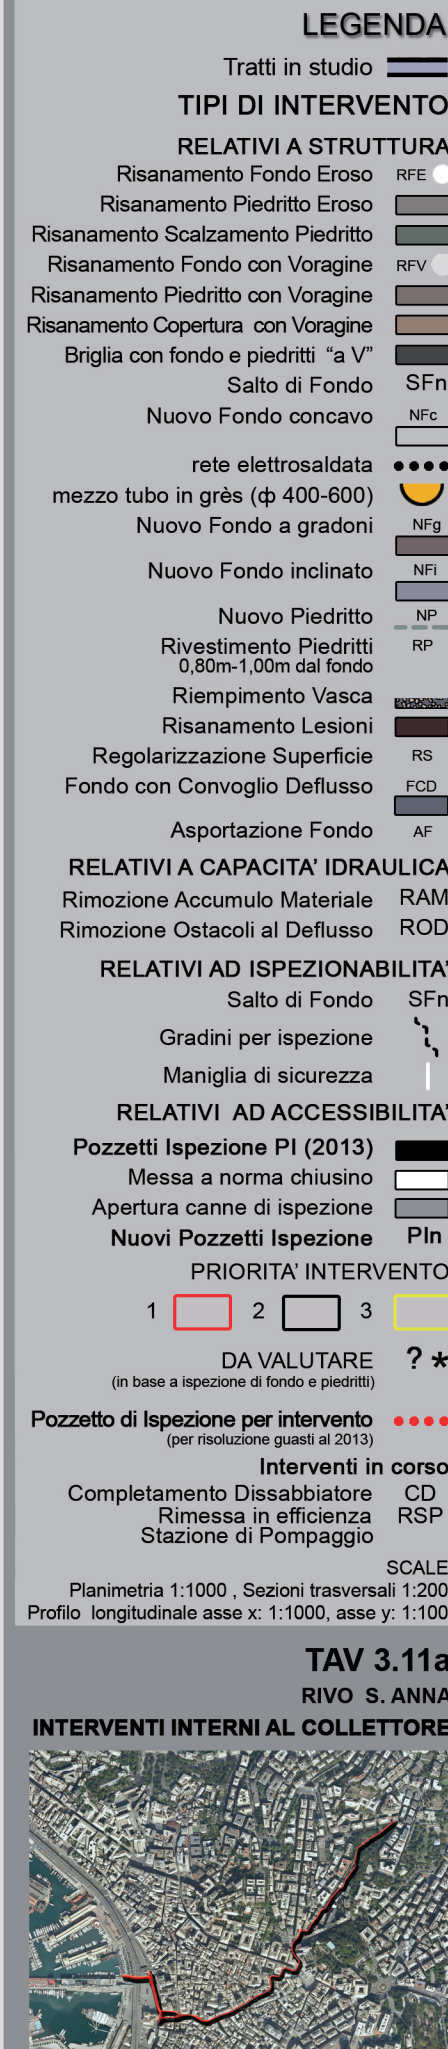 LEGENDA
Tratti in studio
TIPI DI INTERVENTO
RELATIVI A STRUTTURA
Risanamento Fondo Eroso RFE
Risanamento Piedritto Eroso
Risanamento Scalzamento Piedritto
Risanamento Fondo con Voragine RFV
Risanamento Piedritto con Voragine
Risanamento Copertura con Voragine
Briglia con fondo e piedritti “a V”
Salto di Fondo SFn
Nuovo Fondo concavo NFc
rete elettrosaldata
mezzo tubo in grès (ф 400-600)
Nuovo Fondo a gradoni NFg
Nuovo Fondo inclinato NFi
Nuovo Piedritto NP
Rivestimento Piedritti RP
0,80m-1,00m dal fondo
Riempimento Vasca
Risanamento Lesioni
Regolarizzazione Superficie RS
Fondo con Convoglio Deflusso FCD
Asportazione Fondo AF
RELATIVI A CAPACITA’ IDRAULICA
Rimozione Accumulo Materiale RAM
Rimozione Ostacoli al Deflusso ROD
RELATIVI AD ISPEZIONABILITA’
Salto di Fondo SFn
Gradini per ispezione
Maniglia di sicurezza
RELATIVI AD ACCESSIBILITA’
Pozzetti Ispezione PI (2013)
Messa a norma chiusino
Apertura canne di ispezione
Nuovi Pozzetti Ispezione PIn
PRIORITA’ INTERVENTO
1 2 3
DA VALUTARE ? *
(in base a ispezione di fondo e piedritti)
Pozzetto di Ispezione per intervento
(per risoluzione guasti al 2013)
Interventi in corso
Completamento Dissabbiatore CD
Rimessa in efficienza RSP
Stazione di Pompaggio
SCALE
Planimetria 1:1000 , Sezioni trasversali 1:200
Profilo longitudinale asse x: 1:1000, asse y: 1:100
TAV 3.11a
RIVO S. ANNA
INTERVENTI INTERNI AL COLLETTORE